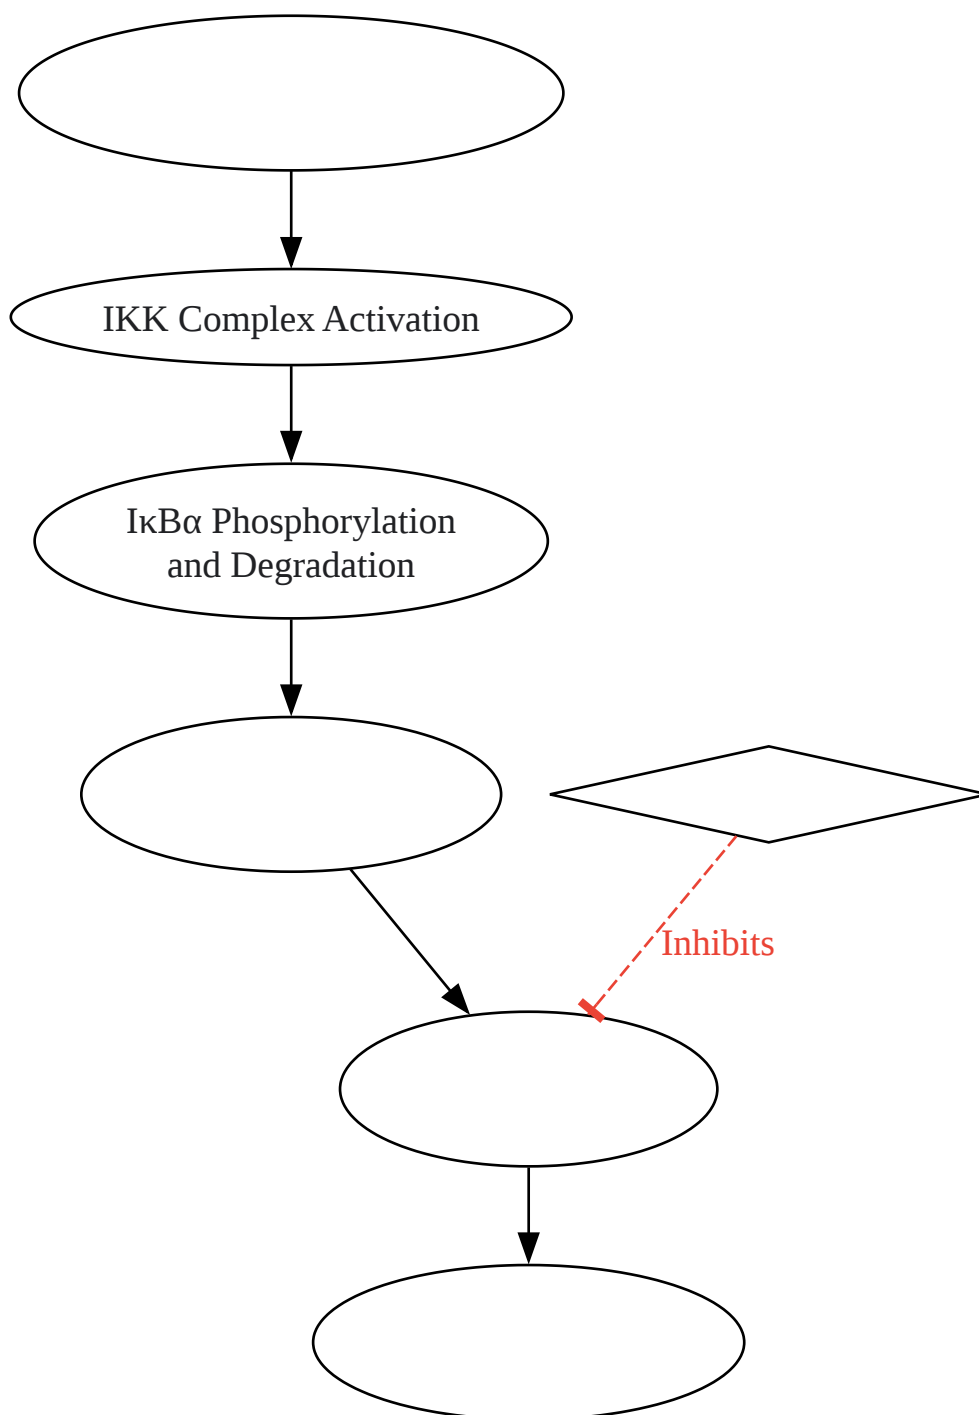 IKK Complex Activation
IκBα Phosphorylation
and Degradation
Inhibits